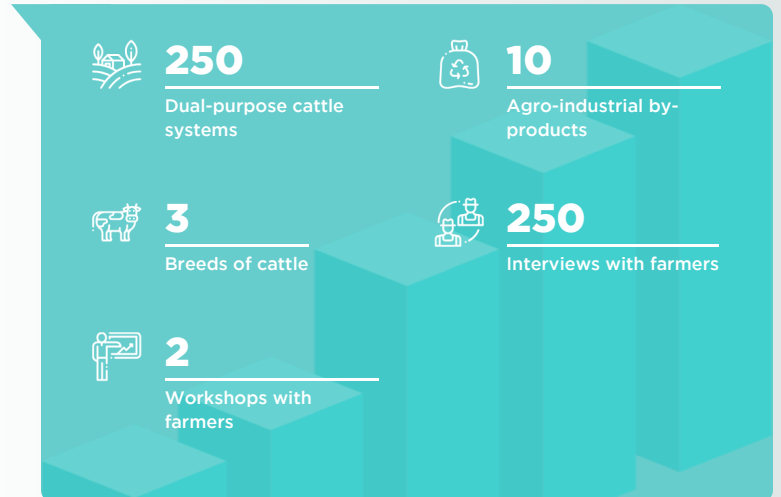 250
Dual-purpose cattle
systems
10
Agro-industrial by-
products
3
Breeds of cattle
250
Interviews with farmers
2
Workshops with
farmers